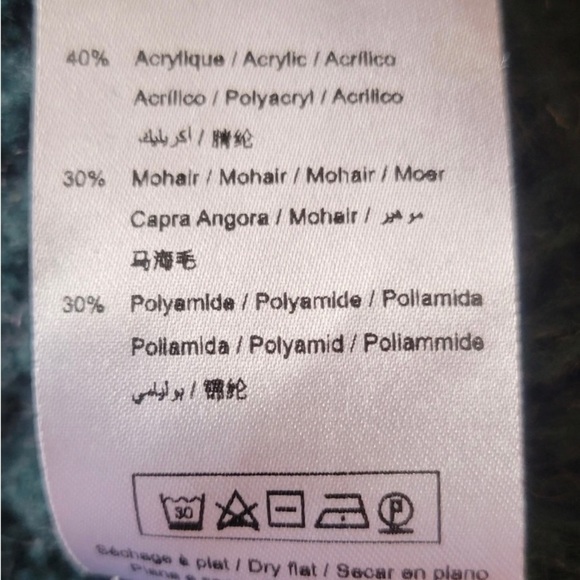 40% Acrylique / Acrylic / Acrílico
Acrílico / Polyacryl / Acrilico
أكريليك / 腈纶
30% Mohair / Mohair / Mohair / Moer
Capra Angora / Mohair / موهير
马海毛
30% Polyamide / Polyamide / Poliamida
Poliamida / Polyamid / Poliammide
بولياميي / 锦纶
30 P
Séchage à plat / Dry flat / Secar en plano